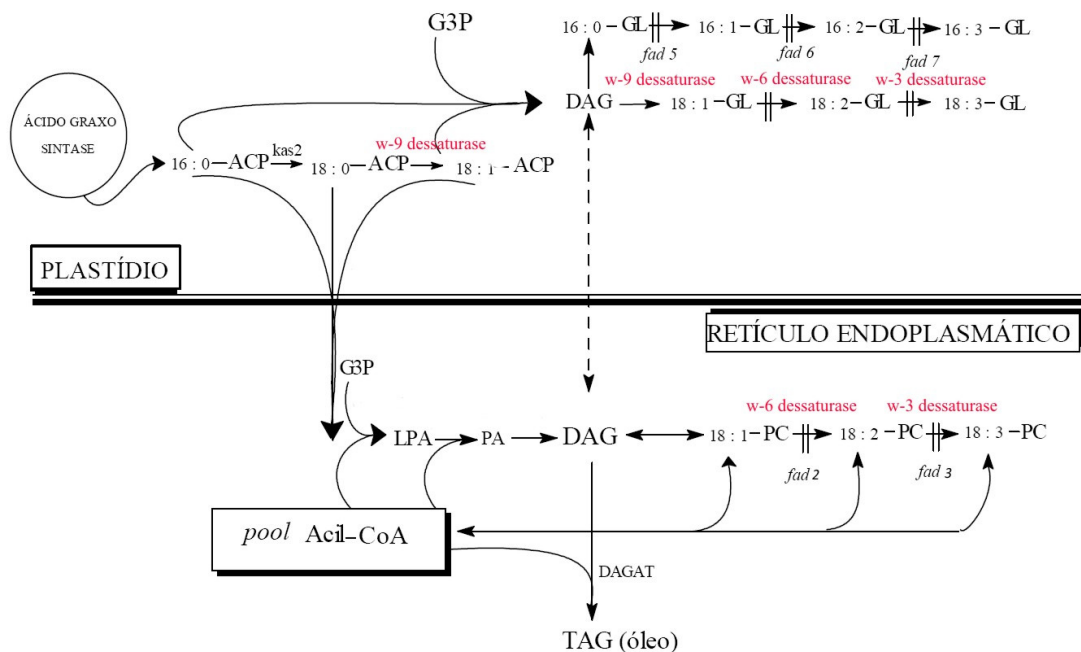 G3P
16 : 0–GL 16 : 1–GL 16 : 2–GL 16 : 3–GL
fad 5 fad 6 fad 7
w-9 dessaturase w-6 dessaturase w-3 dessaturase
DAG 18 : 1–GL 18 : 2–GL 18 : 3–GL
ÁCIDO GRAXO
SINTASE
kas2 w-9 dessaturase
16 : 0–ACP 18 : 0–ACP 18 : 1–ACP
PLASTÍDIO
RETÍCULO ENDOPLASMÁTICO
G3P
w-6 dessaturase w-3 dessaturase
LPA PA DAG 18 : 1–PC 18 : 2–PC 18 : 3–PC
fad 2 fad 3
pool Acil–CoA
DAGAT
TAG (óleo)